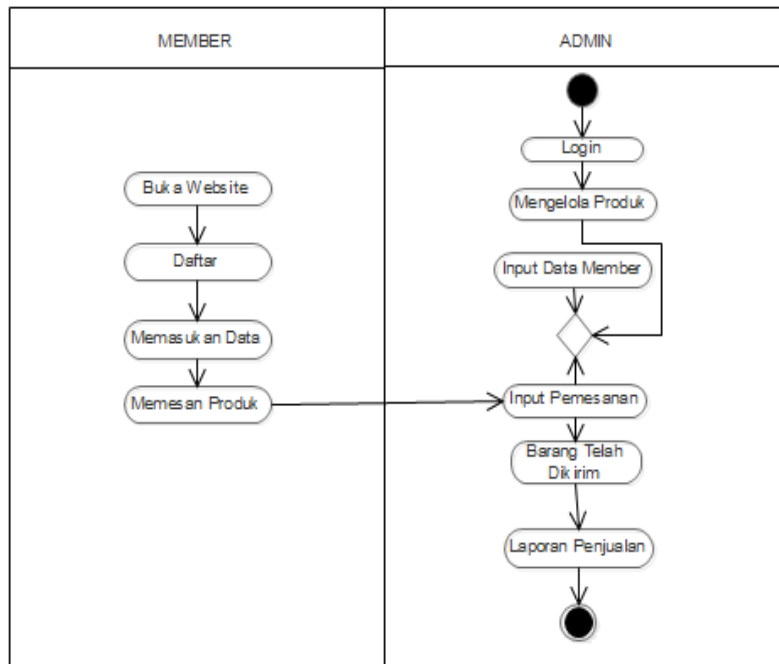 MEMBER
ADMIN
Buka Website
Daftar
Memasukan Data
Memesan Produk
Login
Mengelola Produk
Input Data Member
Input Pemesanan
Barang Telah
Dikirim
Laporan Penjualan